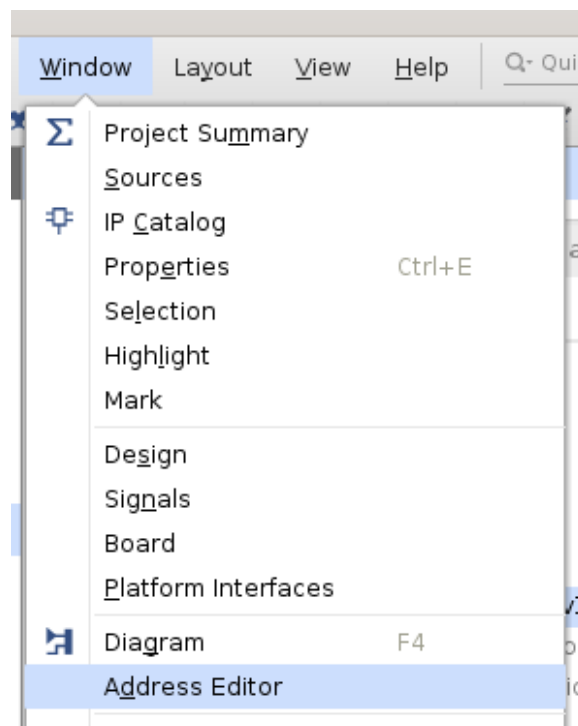 Window Layout View Help Qui
Project Summary
Sources
IP Catalog
Properties Ctrl+E
Selection
Highlight
Mark
Design
Signals
Board
Platform Interfaces
Diagram F4
Address Editor